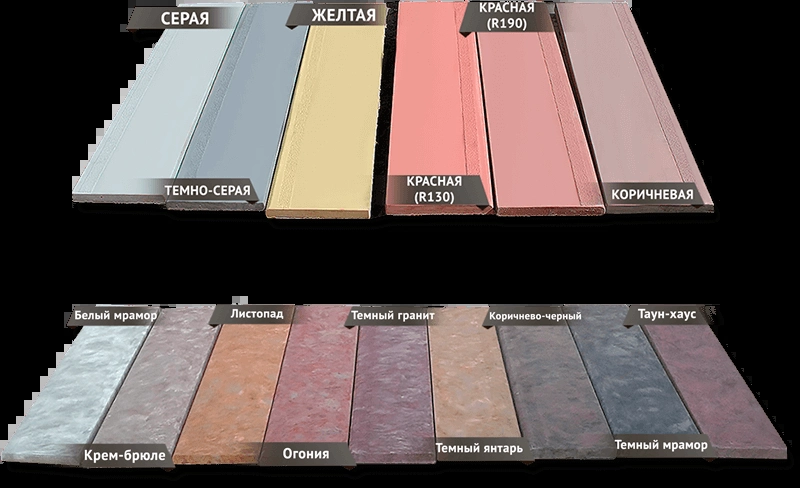 СЕРАЯ
ЖЕЛТАЯ
КРАСНАЯ
(R190)
ТЕМНО-СЕРАЯ
КРАСНАЯ
(R130)
КОРИЧНЕВАЯ
Белый мрамор
Листопад
Темный гранит
Коричнево-черный
Таун-хаус
Крем-брюле
Огония
Темный янтарь
Темный мрамор